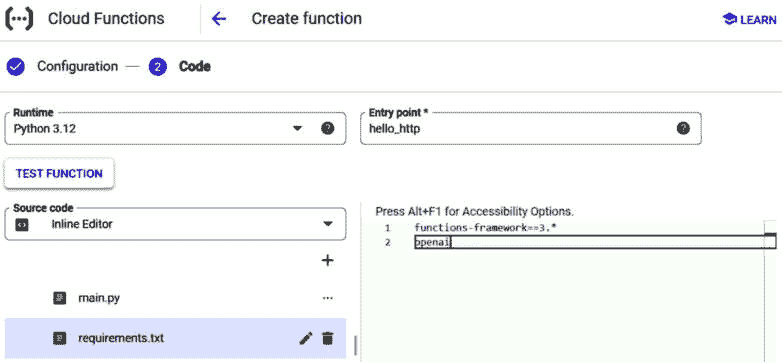 Cloud Functions
Create function
LEARN
Configuration
2
Code
Runtime
Python 3.12
Entry point *
hello_http
TEST FUNCTION
Source code
Inline Editor
Press Alt+F1 for Accessibility Options.
1 functions-framework==3.*
2 openai
main.py
requirements.txt